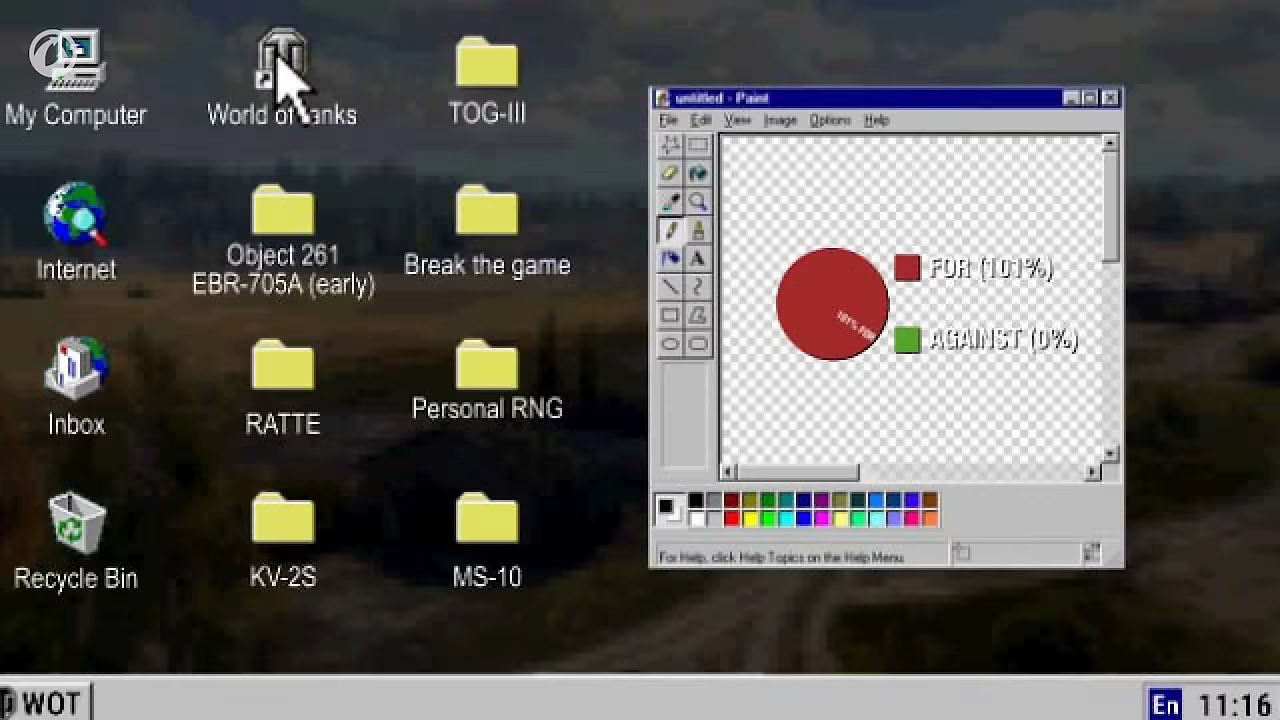 My Computer
World of Tanks
TOG-III
Internet
Object 261
EBR-705A (early)
Break the game
Inbox
RATTE
Personal RNG
Recycle Bin
KV-2S
MS-10
untitled - Paint
File Edit View Image Options Help
A
FOR (101%)
101% FOR
AGAINST (0%)
For Help, click Help Topics on the Help Menu.
WOT
En 11:16